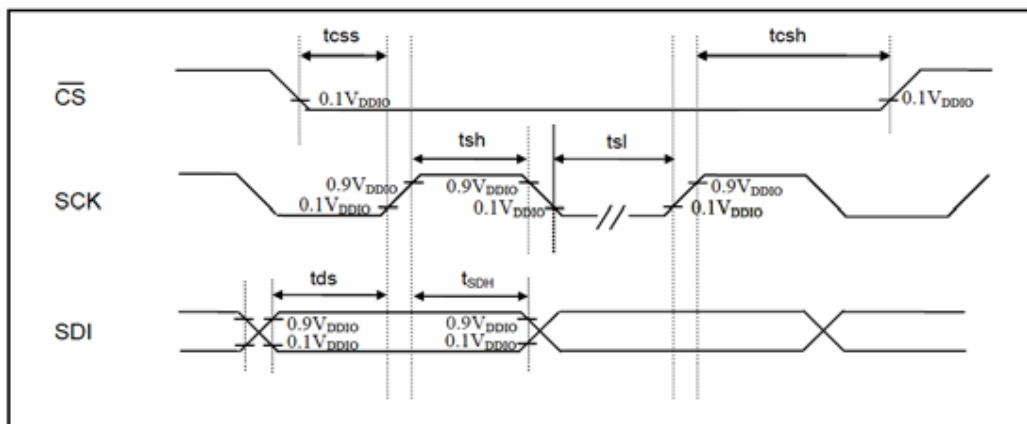 tcss
tcsh
CS
0.1VDDIO
0.1VDDIO
tsh
tsl
SCK
0.9VDDIO
0.9VDDIO
0.9VDDIO
0.1VDDIO
0.1VDDIO
0.1VDDIO
tds
tSDH
SDI
0.9VDDIO
0.9VDDIO
0.1VDDIO
0.1VDDIO